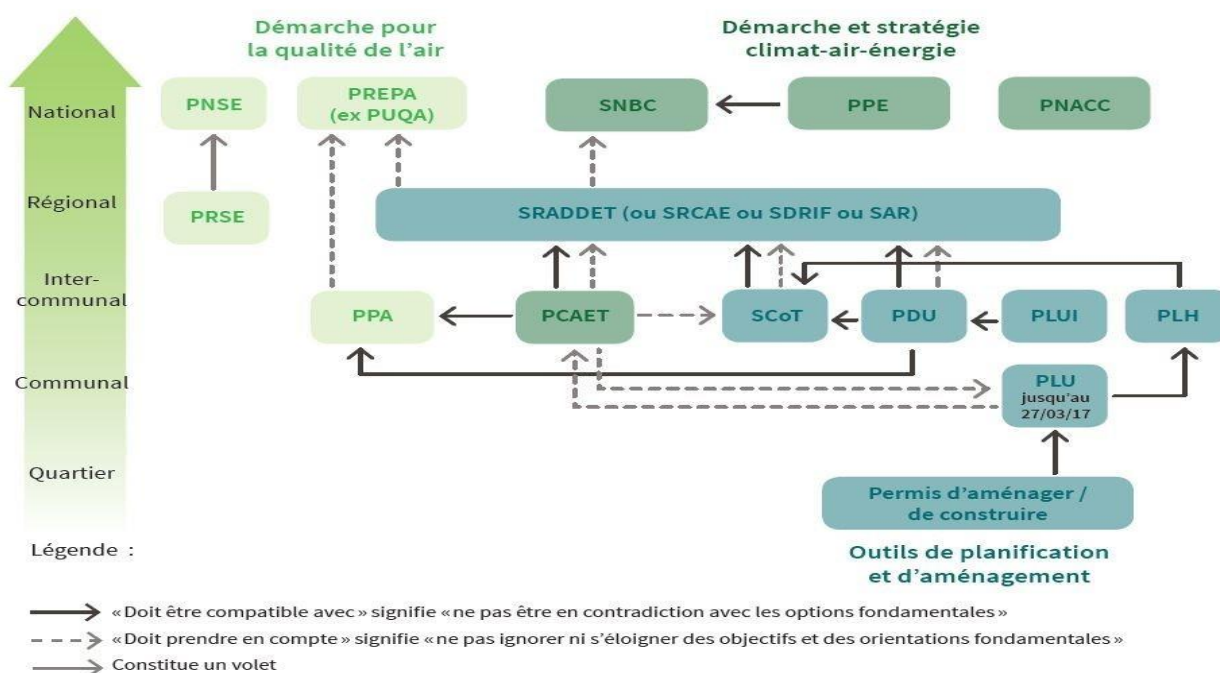 Démarche pour
la qualité de l’air
Démarche et stratégie
climat-air-énergie
National
PNSE
PREPA
(ex PUQA)
SNBC
PPE
PNACC
Régional
PRSE
SRADDET (ou SRCAE ou SDRIF ou SAR)
Inter-
communal
PPA
PCAET
SCoT
PDU
PLUI
PLH
Communal
PLU
jusqu’au
27/03/17
Quartier
Permis d’aménager /
de construire
Légende :
Outils de planification
et d’aménagement
«Doit être compatible avec» signifie «ne pas être en contradiction avec les options fondamentales»
«Doit prendre en compte» signifie «ne pas ignorer ni s’éloigner des objectifs et des orientations fondamentales»
Constitue un volet